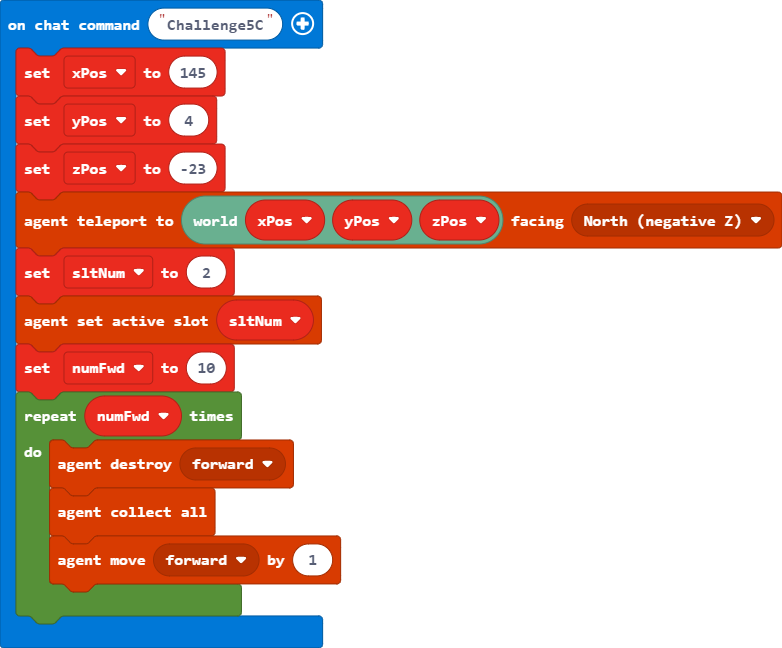 on chat command "Challenge5C"
set xPos to 145
set yPos to 4
set zPos to -23
agent teleport to world xPos yPos zPos facing North (negative Z)
set sltNum to 2
agent set active slot sltNum
set numFwd to 10
repeat numFwd times
do
agent destroy forward
agent collect all
agent move forward by 1